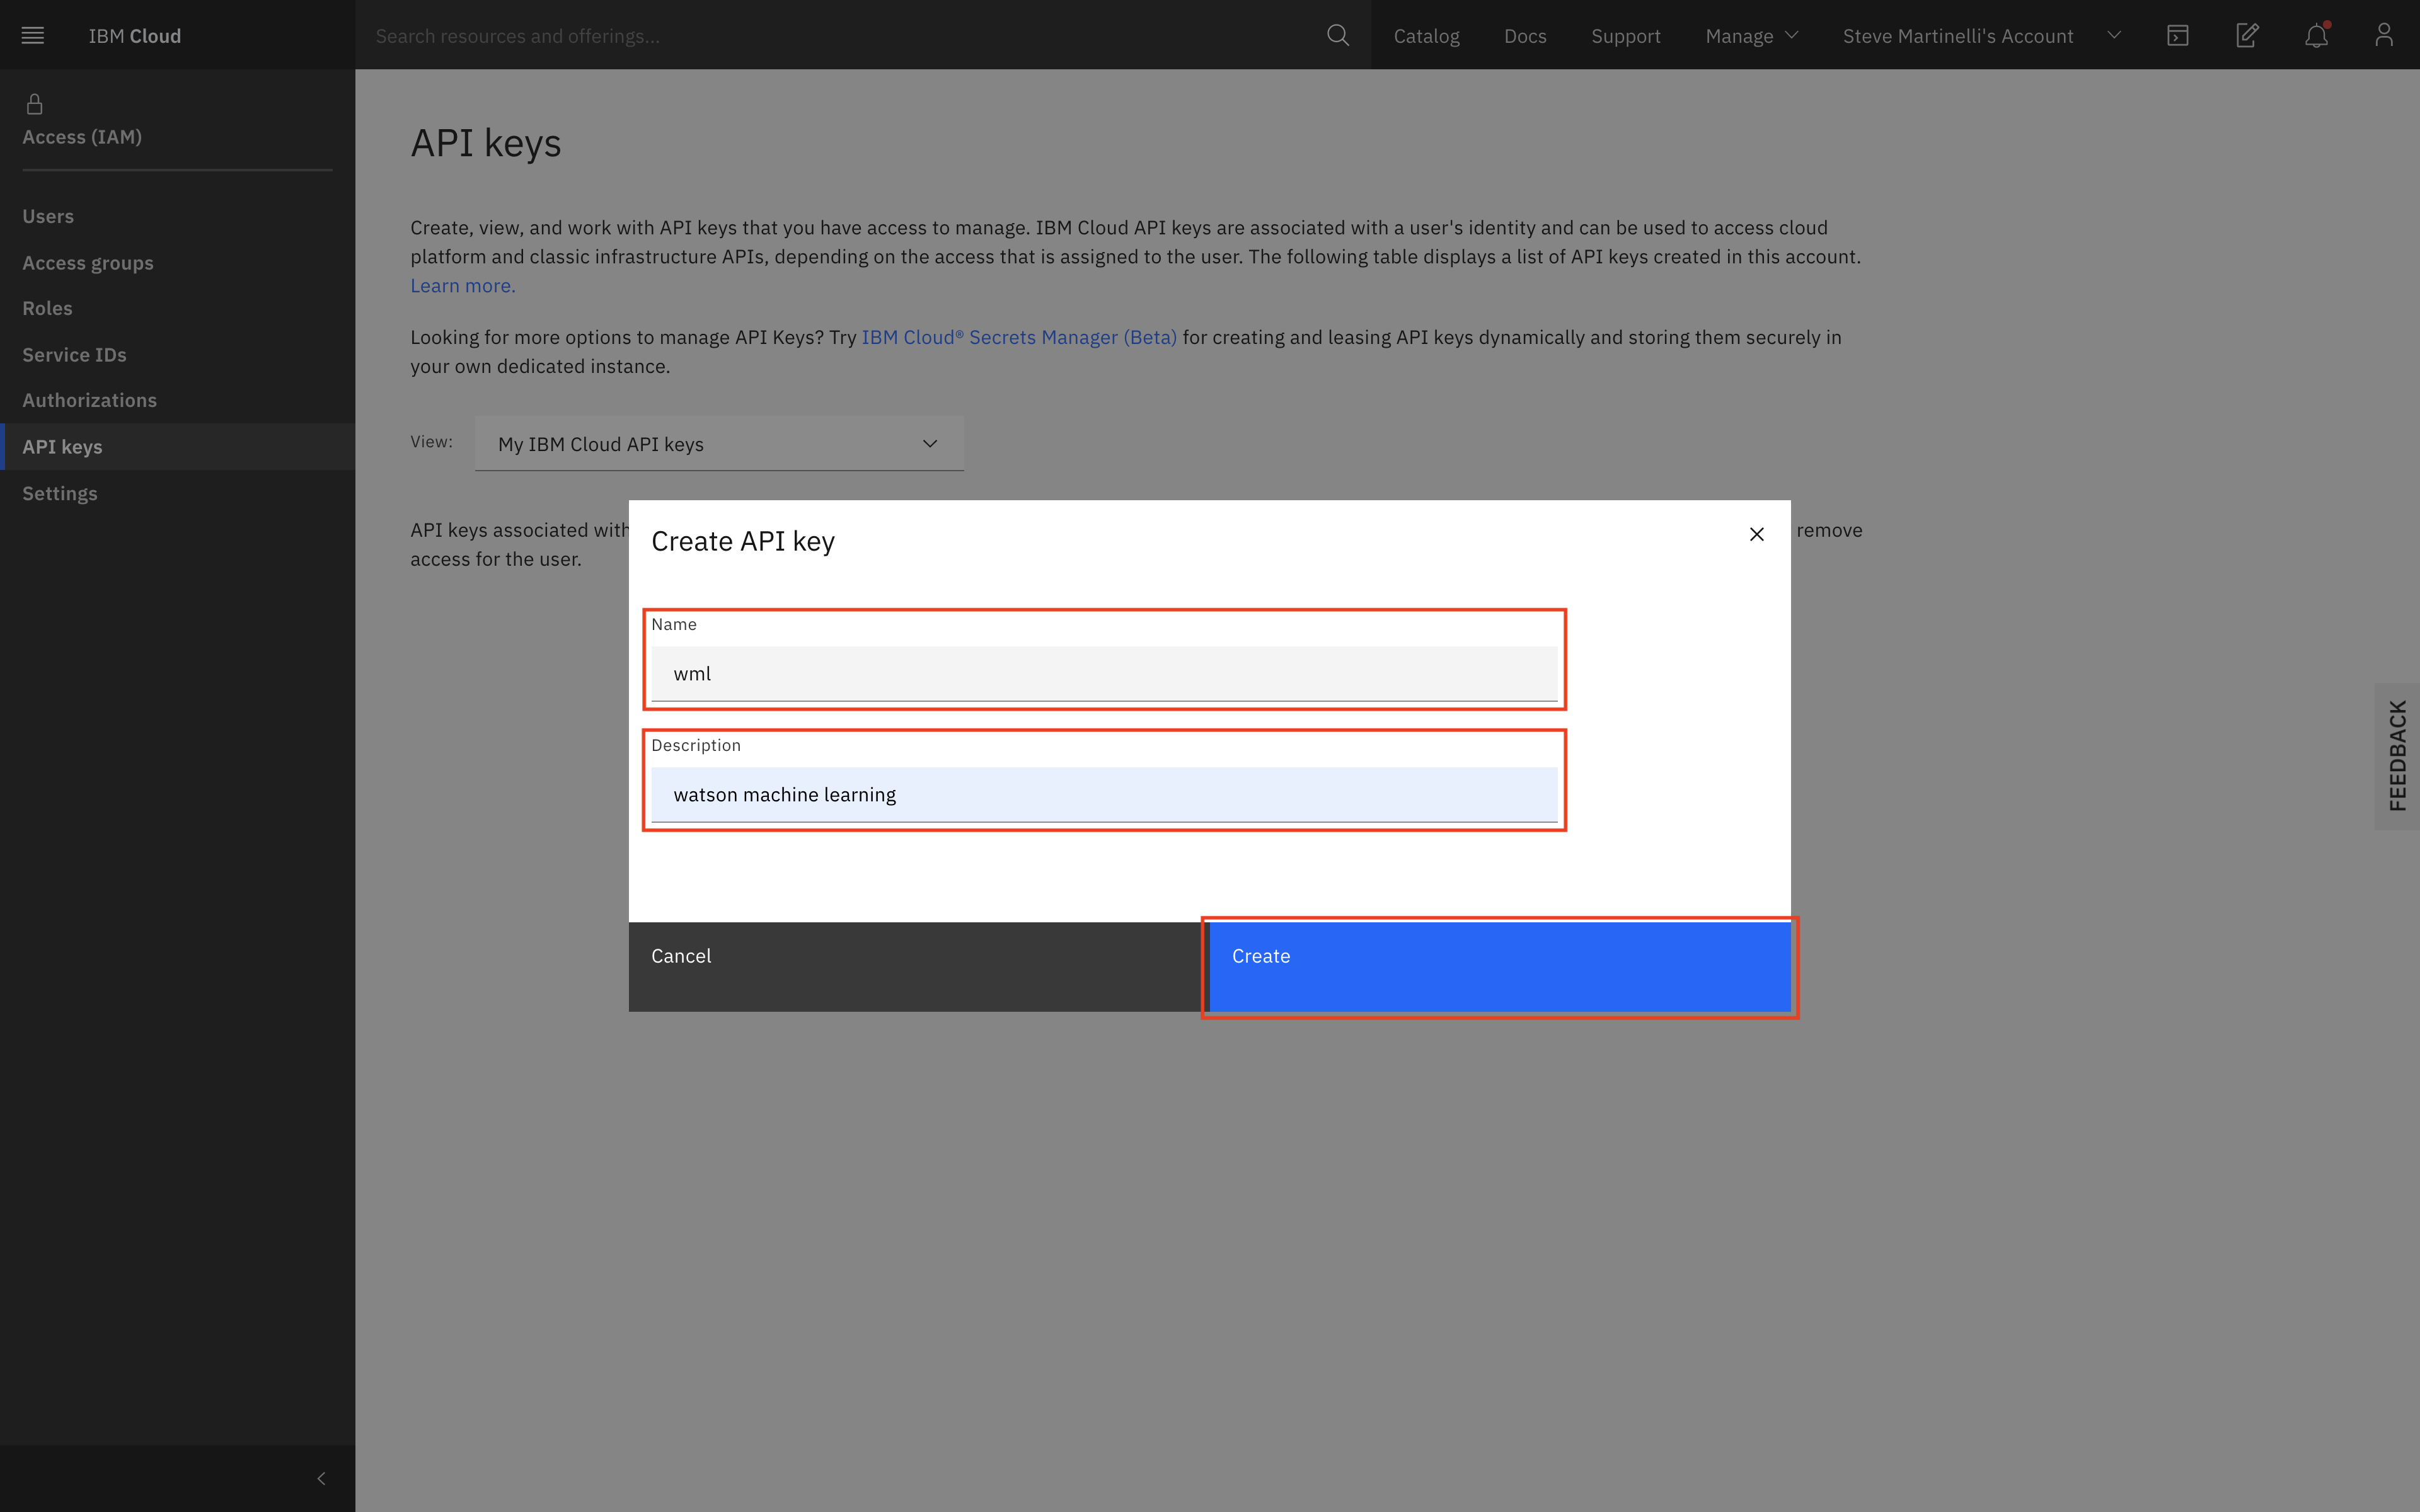 IBM Cloud
Search resources and offerings...
Catalog
Docs
Support
Manage
Steve Martinelli's Account
Access (IAM)
Users
Access groups
Roles
Service IDs
Authorizations
API keys
Settings
API keys
Create, view, and work with API keys that you have access to manage. IBM Cloud API keys are associated with a user's identity and can be used to access cloud
platform and classic infrastructure APIs, depending on the access that is assigned to the user. The following table displays a list of API keys created in this account.
Learn more.
Looking for more options to manage API Keys? Try IBM Cloud® Secrets Manager (Beta) for creating and leasing API keys dynamically and storing them securely in
your own dedicated instance.
View:
My IBM Cloud API keys
API keys associated with
remove
access for the user.
Create API key
Name
wml
Description
watson machine learning
Cancel
Create
FEEDBACK